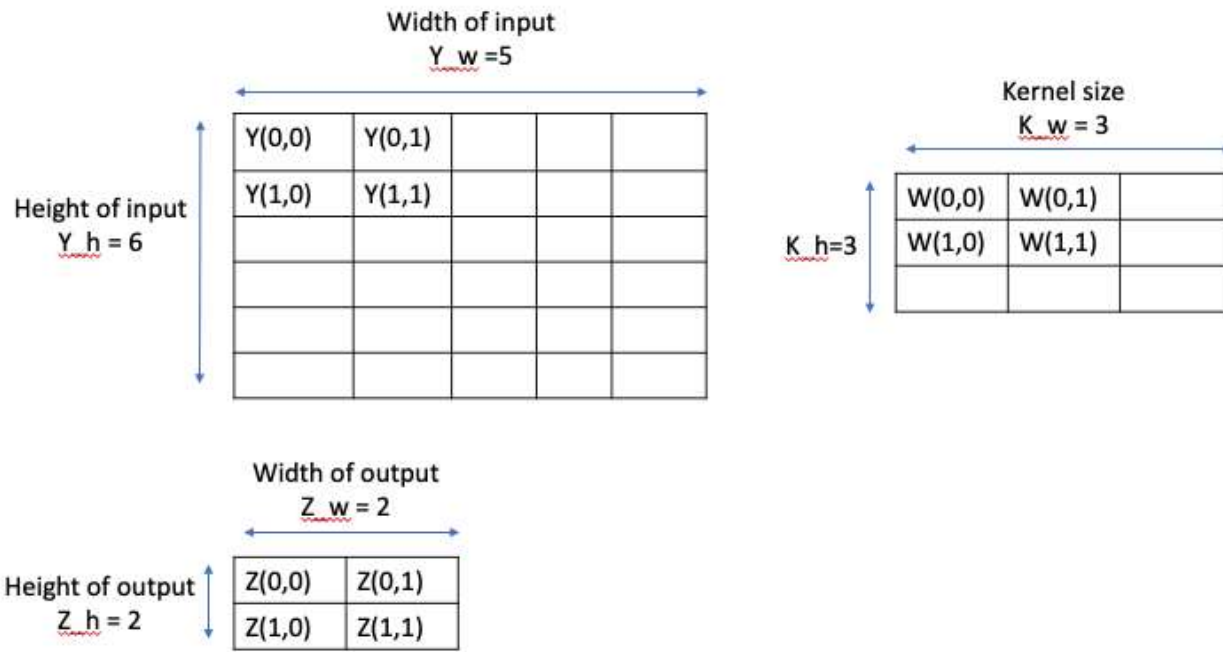 Width of input
Y_w =5
Kernel size
K_w = 3
Y(0,0) Y(0,1)
Y(1,0) Y(1,1)
Height of input
Y_h = 6
W(0,0) W(0,1)
W(1,0) W(1,1)
K_h=3
Width of output
Z_w = 2
Height of output
Z_h = 2
Z(0,0) Z(0,1)
Z(1,0) Z(1,1)